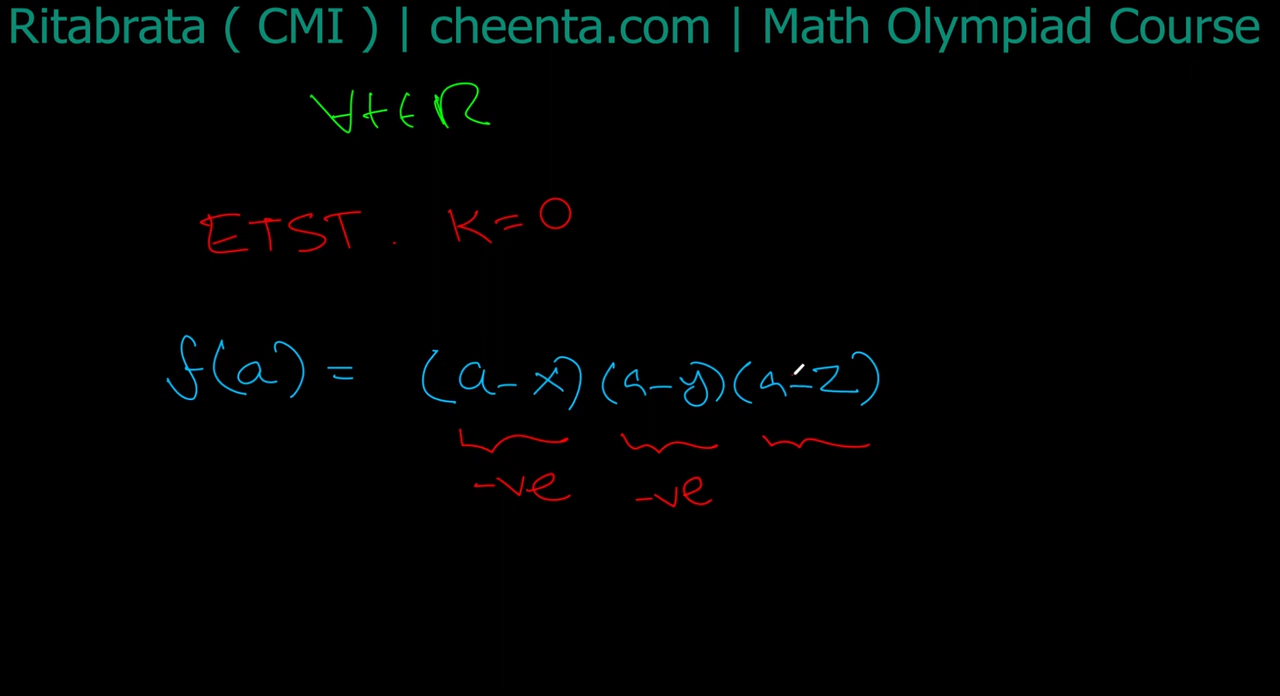 Ritabrata ( CMI ) | cheenta.com | Math Olympiad Course
∀ t ∈ R
ETST. K = 0
f(a) = (a - x) (a - y) (a - z)
-ve -ve